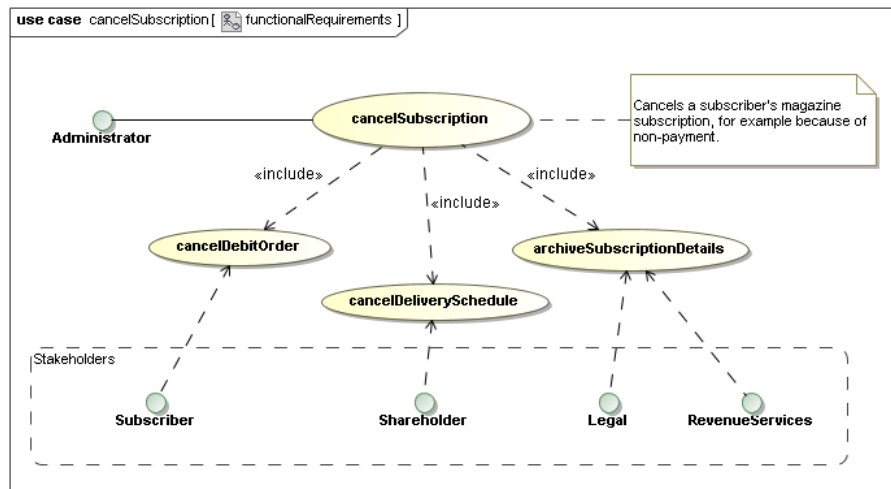 use case cancelSubscription [ functionalRequirements ]
Administrator
cancelSubscription
Cancels a subscriber's magazine
subscription, for example because of
non-payment.
«include»
«include»
«include»
cancelDebitOrder
archiveSubscriptionDetails
cancelDeliverySchedule
Stakeholders
Subscriber
Shareholder
Legal
RevenueServices